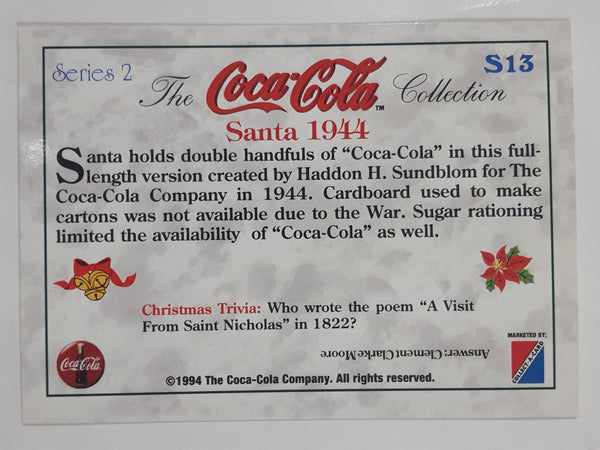 Series 2
S13
The Coca-Cola™ Collection
Santa 1944
Santa holds double handfuls of “Coca-Cola” in this full-
length version created by Haddon H. Sundblom for The
Coca-Cola Company in 1944. Cardboard used to make
cartons was not available due to the War. Sugar rationing
limited the availability of “Coca-Cola” as well.
Christmas Trivia: Who wrote the poem “A Visit
From Saint Nicholas” in 1822?
Answer: Clement Clarke Moore
MARKETED BY;
COLLECT-A-CARD
Coca-Cola
©1994 The Coca-Cola Company. All rights reserved.